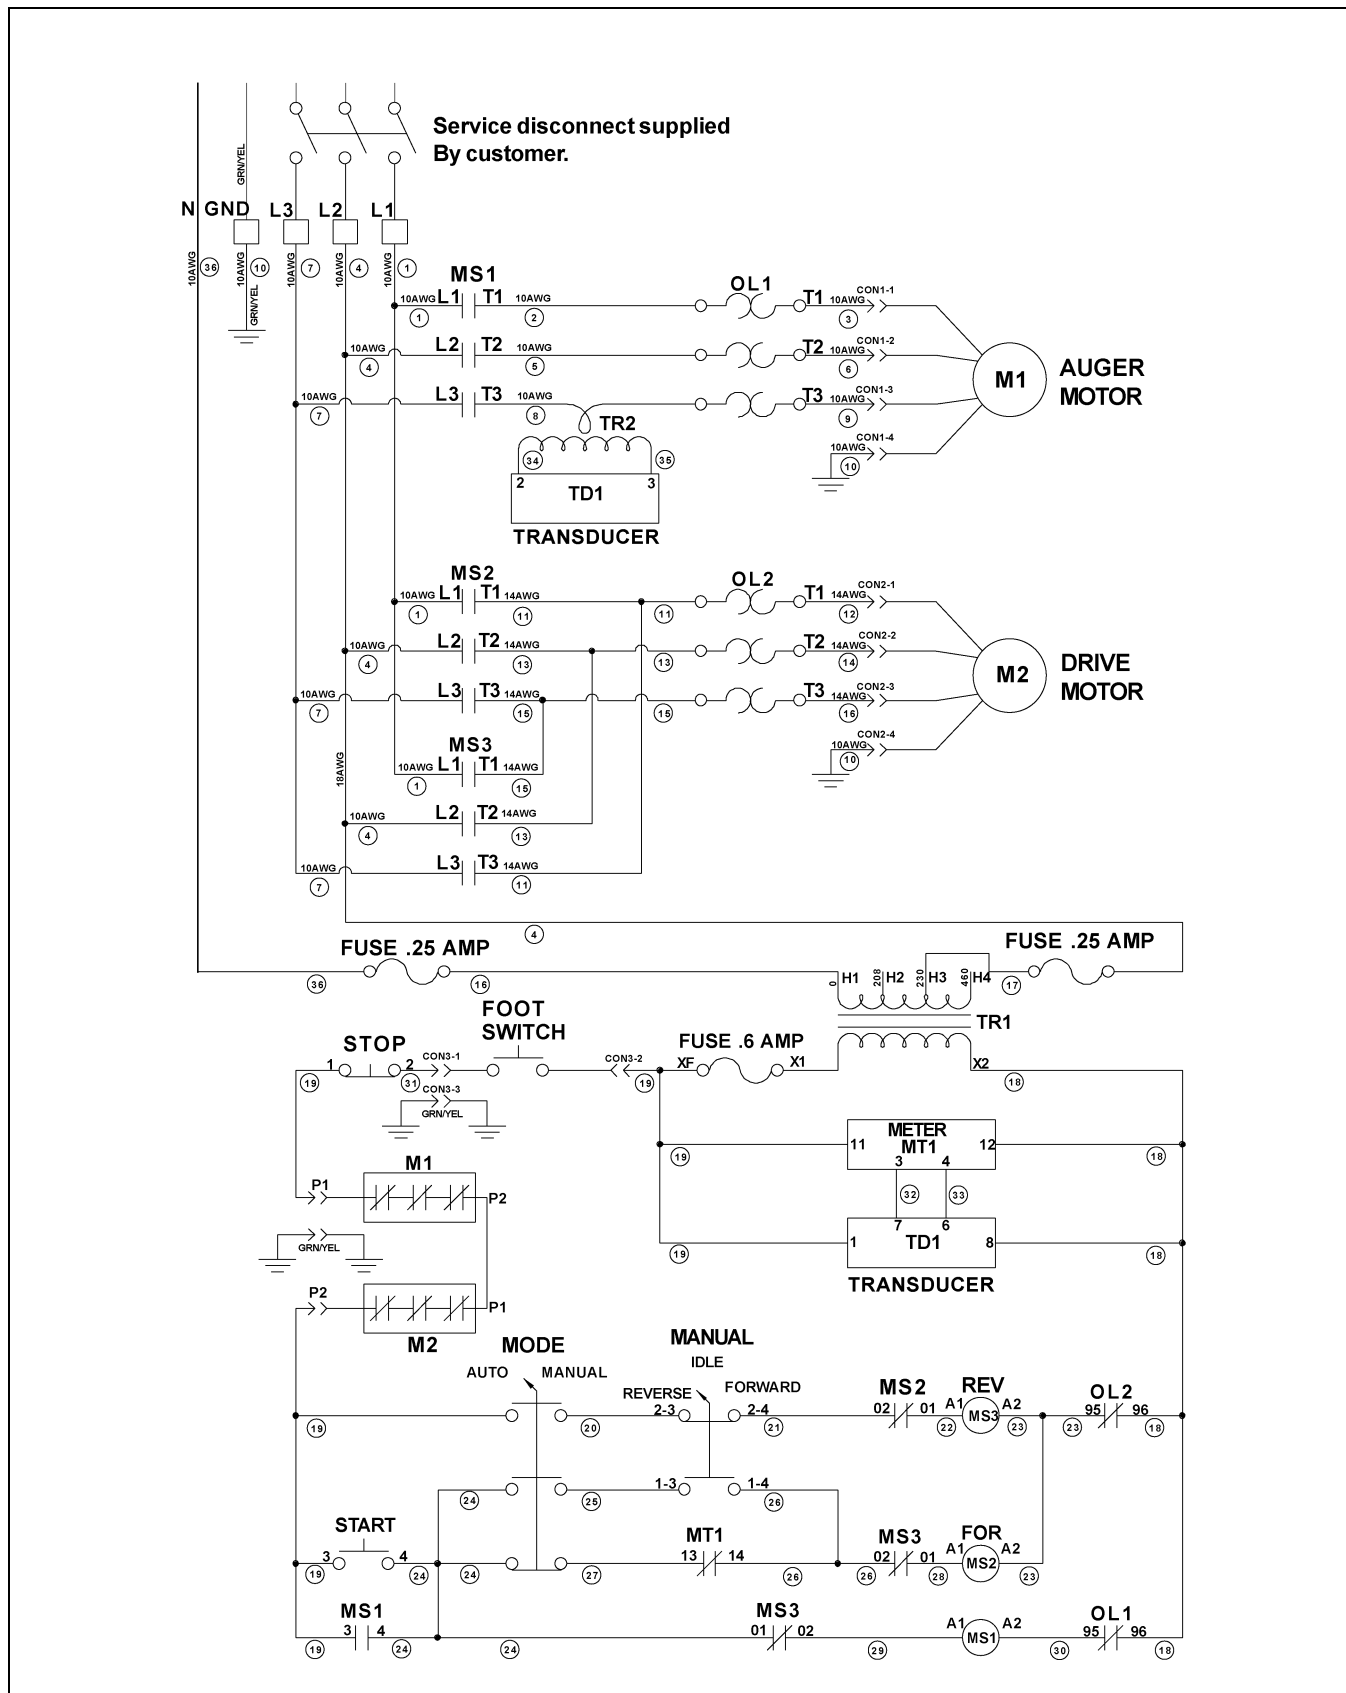 Service disconnect supplied
By customer.
GRN/YEL
N GND L3 L2 L1
10AWG 36 10AWG 10 10AWG 7 10AWG 4 10AWG 1
GRN/YEL
MS1 OL1
10AWG L1 T1 10AWG T1 10AWG CON1-1
1 2 3
10AWG L2 T2 10AWG T2 10AWG CON1-2
4 5 6
10AWG L3 T3 10AWG T3 10AWG CON1-3
7 8 9
M1 AUGER
MOTOR
TR2
10AWG CON1-4
10
34 35
2 3
TD1
TRANSDUCER
MS2 OL2
10AWG L1 T1 14AWG T1 14AWG CON2-1
1 11 11 12
10AWG L2 T2 14AWG T2 14AWG CON2-2
4 13 13 14
10AWG L3 T3 14AWG T3 14AWG CON2-3
7 15 15 16
M2 DRIVE
MOTOR
10AWG CON2-4
10
18AWG
MS3
10AWG L1 T1 14AWG
1 15
10AWG L2 T2 14AWG
4 13
10AWG L3 T3 14AWG
7 11
4
FUSE .25 AMP FUSE .25 AMP
36 16 0 H1 208 H2 230 H3 460 H4 17
TR1
FOOT
SWITCH
FUSE .6 AMP
STOP
1 2 CON3-1 CON3-2 XF X1 X2
19 31 19 18
CON3-3
GRN/YEL
METER
MT1
11 12
3 4
19 18
32 33
7 6
1 TD1 8
19 18
TRANSDUCER
M1
P1 P2
GRN/YEL
P2 P1
M2
MODE MANUAL
AUTO MANUAL IDLE
REVERSE FORWARD
MS2 REV OL2
2-3 2-4 02 01 A1 MS3 A2 95 96
19 20 21 22 23 23 18
1-3 1-4
24 25 26
START MT1 MS3 FOR
3 4 13 14 02 01 A1 MS2 A2
19 24 24 27 26 26 28 23
MS1 MS3 OL1
3 4 01 02 A1 MS1 A2 95 96
19 24 24 29 30 18